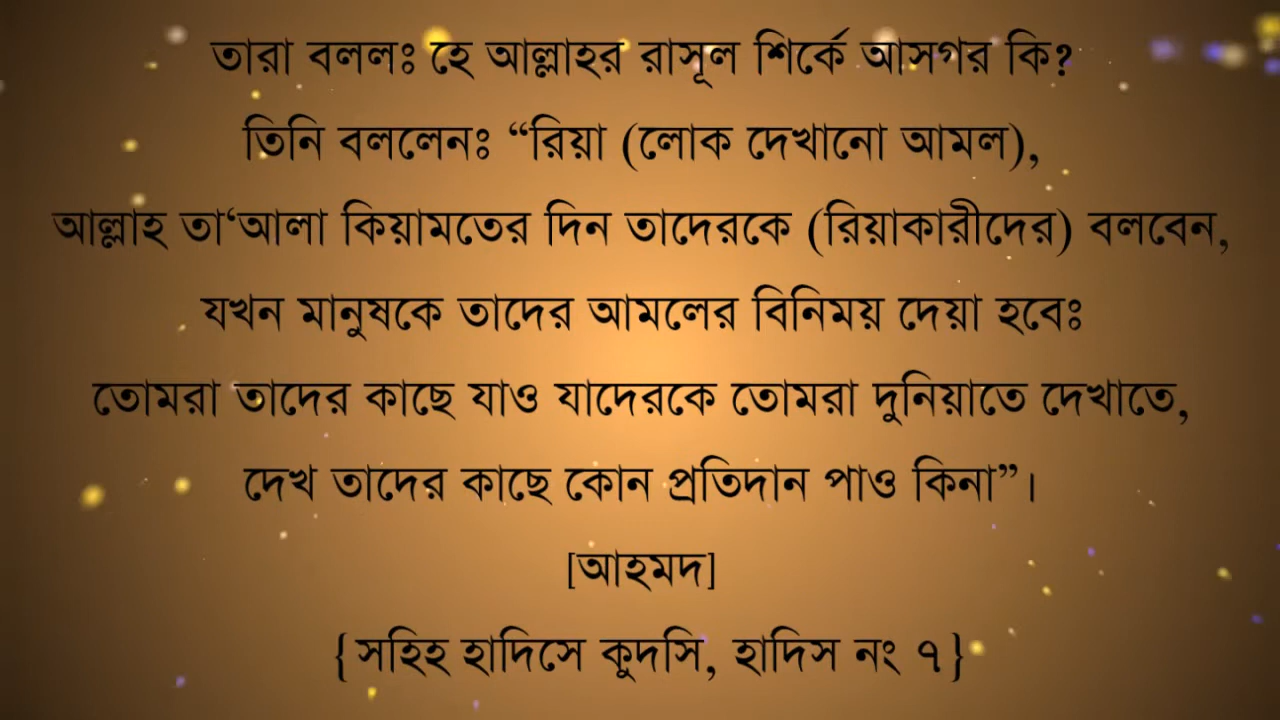 তারা বললঃ হে আল্লাহর রাসূল শির্কে আসগর কি?
তিনি বললেনঃ “রিয়া (লোক দেখানো আমল),
আল্লাহ তা‘আলা কিয়ামতের দিন তাদেরকে (রিয়াকারীদের) বলবেন,
যখন মানুষকে তাদের আমলের বিনিময় দেয়া হবেঃ
তোমরা তাদের কাছে যাও যাদেরকে তোমরা দুনিয়াতে দেখাতে,
দেখ তাদের কাছে কোন প্রতিদান পাও কিনা”।
[আহমদ]
{সহিহ হাদিসে কুদসি, হাদিস নং ৭}